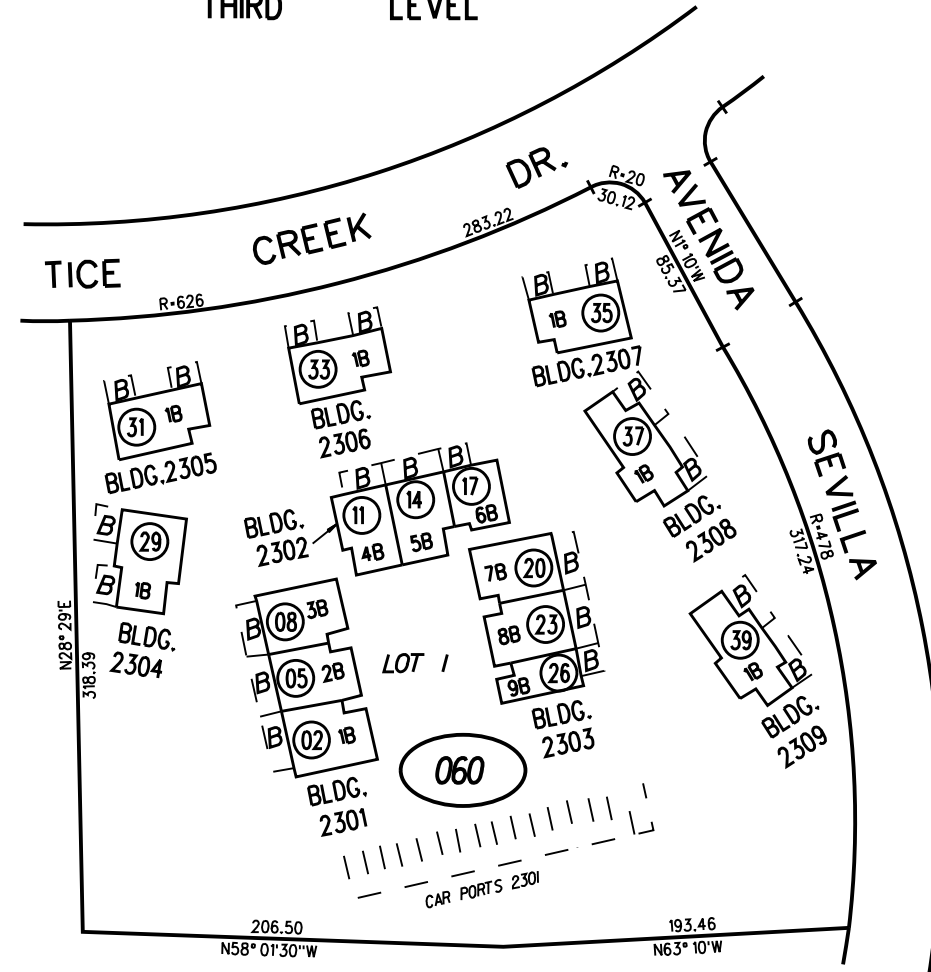 THIRD LEVEL
TICE CREEK DR.
R=626
283.22
R=20
30.12
AVENIDA SEVILLA
N1° 10'W
85.37
R=478
317.24
B B
1B 35
BLDG. 2307
B B
33 1B
BLDG.
2306
B B
31 1B
BLDG. 2305
B
37
1B B
BLDG.
2308
B B B
11 14 17
4B 5B 6B
BLDG.
2302
B 29
B 1B
BLDG.
2304
7B 20 B
8B 23 B
9B 26 B
BLDG.
2303
B 08 3B
B 05 2B
B 02 1B
BLDG.
2301
LOT 1
B
39
1B B
BLDG.
2309
060
CAR PORTS 2301
N28° 29'E
318.39
206.50
N58° 01'30"W
193.46
N63° 10'W